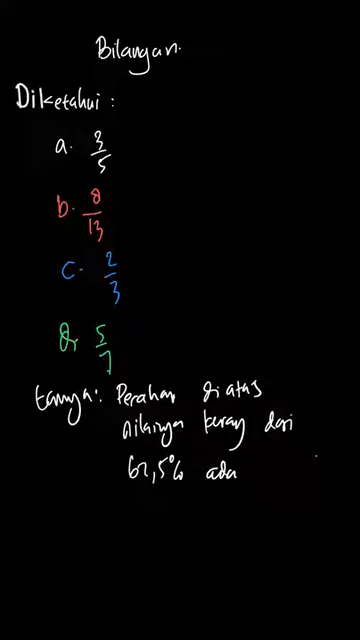 Bilangan.
Diketahui :
a. 3/5
b. 8/13
c. 2/3
d. 5/7
tanya : Pecahan di atas
nilainya kurang dari
62,5% ada